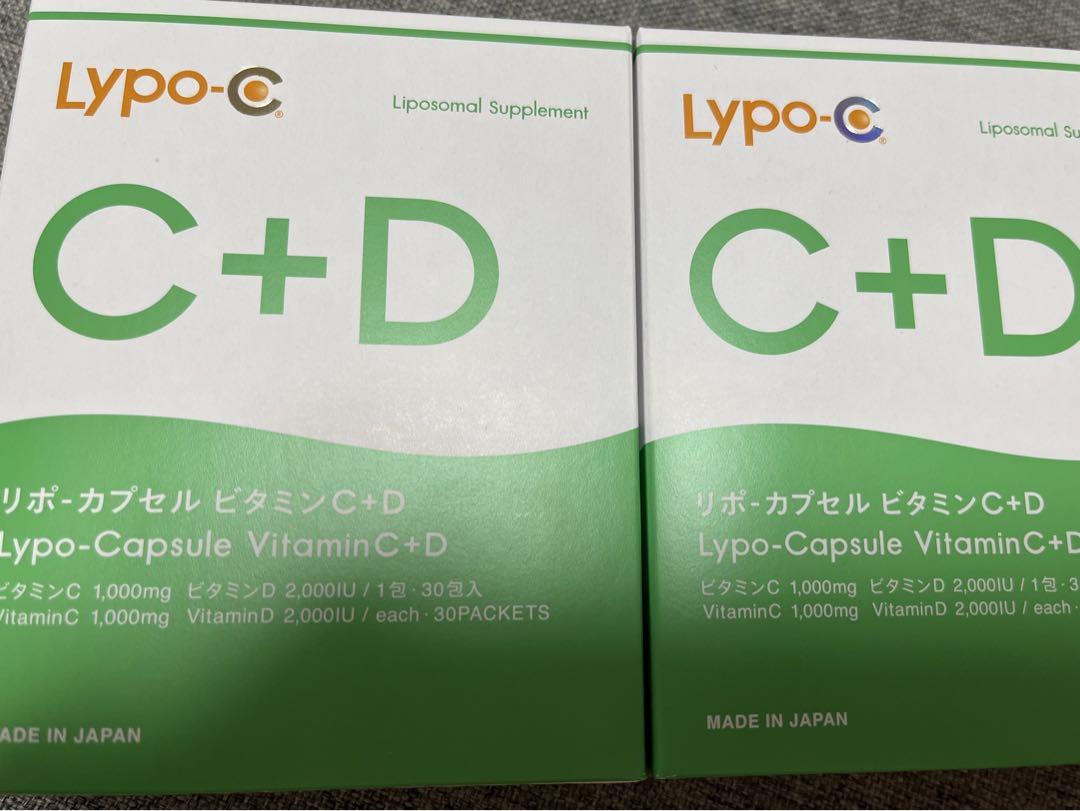 Lypo-C®
Liposomal Supplement
C+D
リポ-カプセル ビタミンC+D
Lypo-Capsule VitaminC+D
ビタミンC 1,000mg ビタミンD 2,000IU / 1包・30包入
VitaminC 1,000mg VitaminD 2,000IU / each・30PACKETS
MADE IN JAPAN
Lypo-C®
Liposomal
C+D
リポ-カプセル ビタミンC+D
Lypo-Capsule VitaminC+D
ビタミンC 1,000mg ビタミンD 2,000IU / 1包・3
VitaminC 1,000mg VitaminD 2,000IU / each・
MADE IN JAPAN